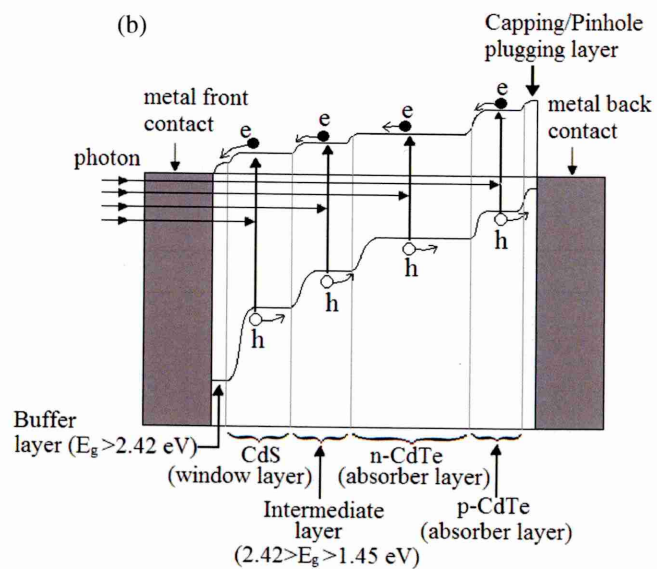 (b)
Capping/Pinhole
plugging layer
metal front
contact
metal back
contact
photon
e
e
e
e
h
h
h
h
Buffer
layer (Eg >2.42 eV)
CdS
(window layer)
n-CdTe
(absorber layer)
Intermediate
layer
(2.42>Eg>1.45 eV)
p-CdTe
(absorber layer)